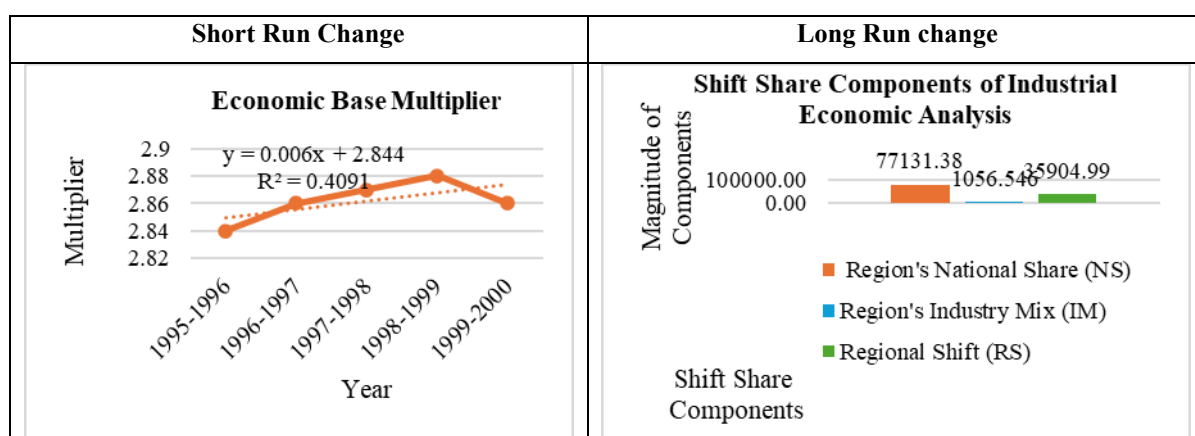 Short Run Change
Long Run change
Economic Base Multiplier
y = 0.006x + 2.844
R² = 0.4091
2.9
2.88
2.86
2.84
2.82
Multiplier
1995-1996
1996-1997
1997-1998
1998-1999
1999-2000
Year
Shift Share Components of Industrial
Economic Analysis
Magnitude of
Components
77131.38
1056.546
35904.99
100000.00
0.00
Region's National Share (NS)
Region's Industry Mix (IM)
Regional Shift (RS)
Shift Share
Components